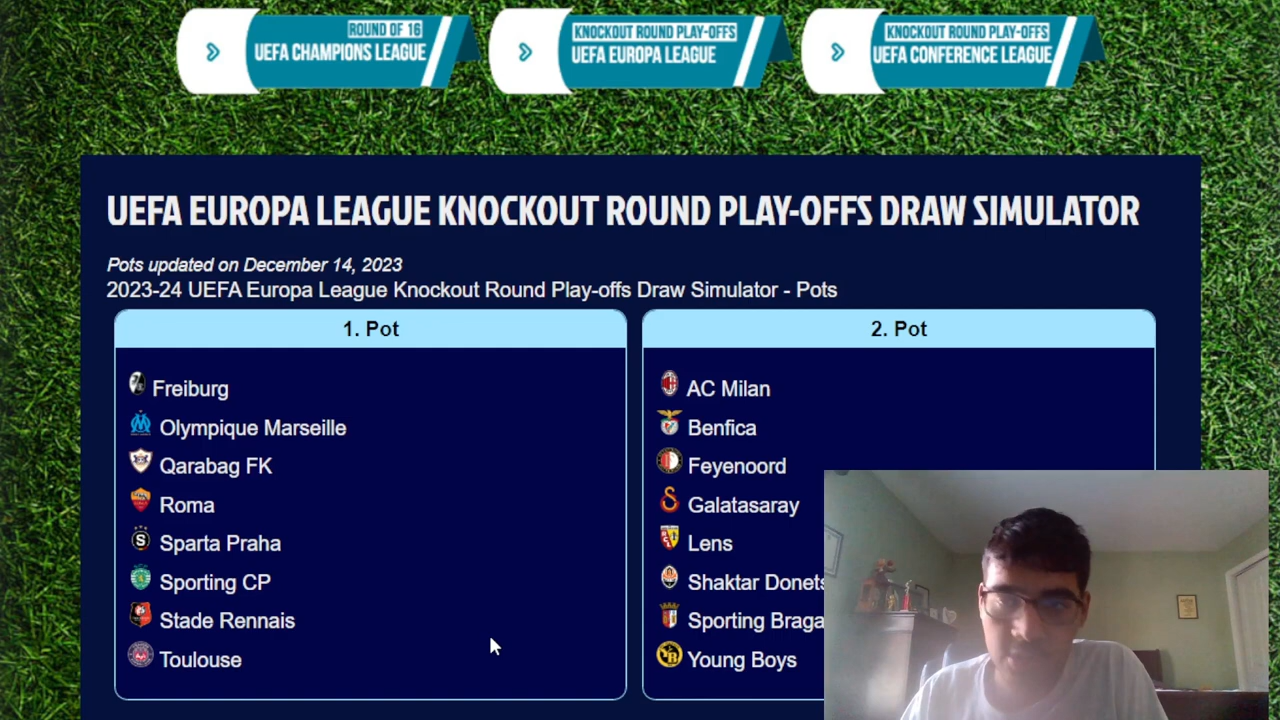 ROUND OF 16
UEFA CHAMPIONS LEAGUE
KNOCKOUT ROUND PLAY-OFFS
UEFA EUROPA LEAGUE
KNOCKOUT ROUND PLAY-OFFS
UEFA CONFERENCE LEAGUE
UEFA EUROPA LEAGUE KNOCKOUT ROUND PLAY-OFFS DRAW SIMULATOR
Pots updated on December 14, 2023
2023-24 UEFA Europa League Knockout Round Play-offs Draw Simulator - Pots
1. Pot
Freiburg
Olympique Marseille
Qarabag FK
Roma
Sparta Praha
Sporting CP
Stade Rennais
Toulouse
2. Pot
AC Milan
Benfica
Feyenoord
Galatasaray
Lens
Shaktar Donets
Sporting Braga
Young Boys